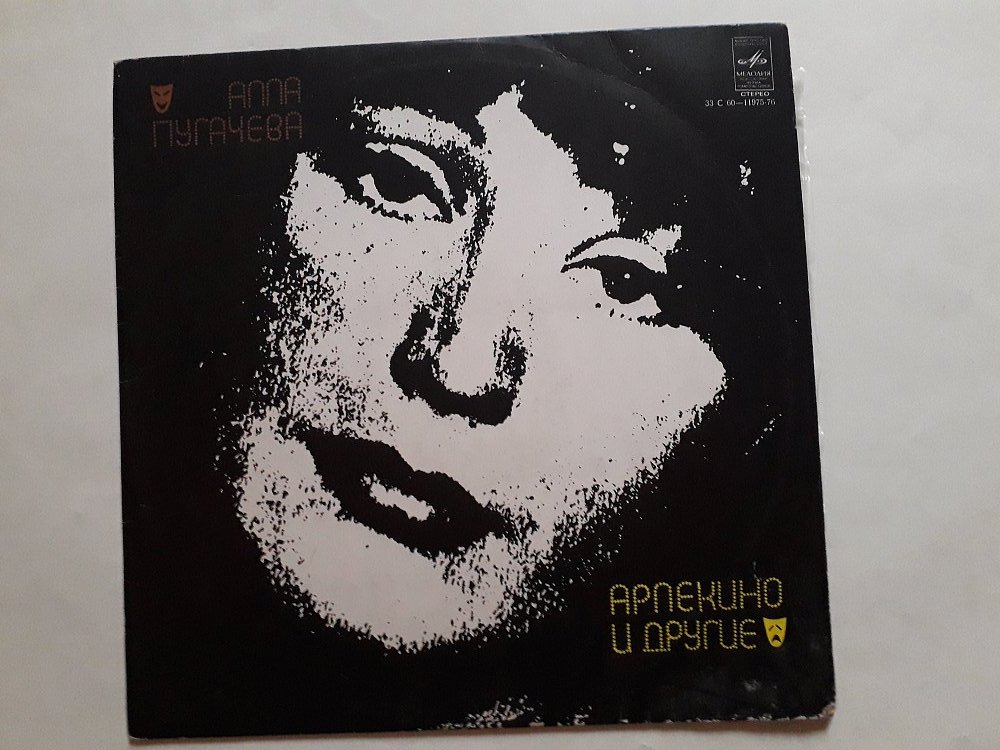 АЛЛА
ПУГАЧЕВА
МЕЛОДИЯ
СТЕРЕО
33 С 60—11975-76
АРЛЕКИНО
И ДРУГИЕ